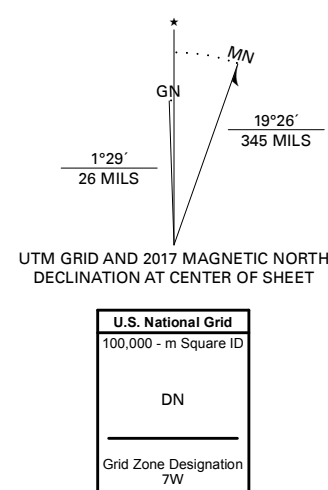 ★
MN
GN
19°26´
345 MILS
1°29´
26 MILS
UTM GRID AND 2017 MAGNETIC NORTH
DECLINATION AT CENTER OF SHEET
U.S. National Grid
100,000 - m Square ID
DN
Grid Zone Designation
7W